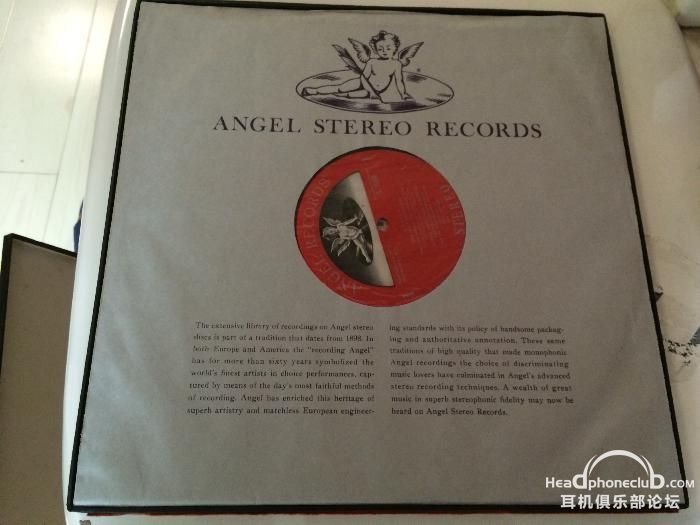 ANGEL STEREO RECORDS
ANGEL RECORDS
STEREO
The extensive library of recordings on Angel stereo
discs is part of a tradition that dates from 1898. In
both Europe and America the "recording Angel"
has for more than sixty years symbolized the
world's finest artists in choice performances, cap-
tured by means of the day's most faithful methods
of recording. Angel has enriched this heritage of
superb artistry and matchless European engineer-
ing standards with its policy of handsome packag-
ing and authoritative annotation. These same
traditions of high quality that made monophonic
Angel recordings the choice of discriminating
music lovers have culminated in Angel's advanced
stereo recording techniques. A wealth of great
music in superb stereophonic fidelity may now be
heard on Angel Stereo Records.
HeadphoneclubD.com
耳机俱乐部论坛